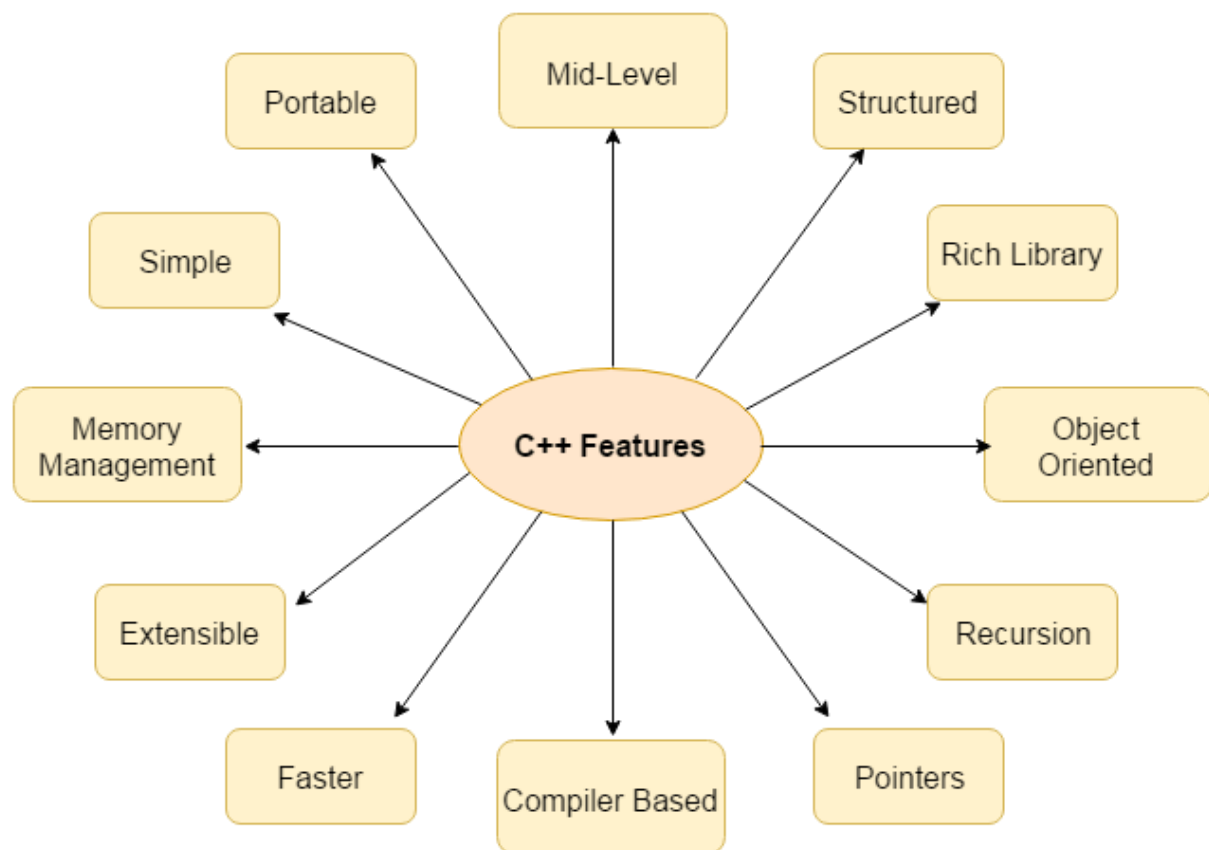 Mid-Level
Portable
Structured
Simple
Rich Library
C++ Features
Memory
Management
Object
Oriented
Extensible
Recursion
Faster
Compiler Based
Pointers